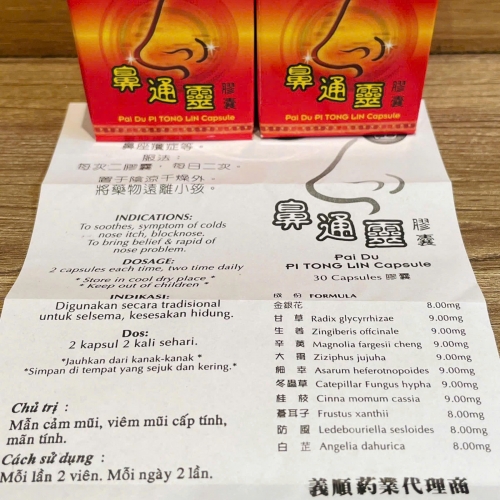 鼻通靈 膠囊
Pai Du PI TONG LIN Capsule
鼻通靈 膠囊
Pai Du PI TONG LIN Capsule
鼻座瘡症等。
服法：
每次二膠囊，每日二次。
置于陰涼干燥外。
將藥物遠離小孩。
INDICATIONS:
To soothes, symptom of colds
nose itch, blocknose,
To bring belief & rapid of
nose problem.
DOSAGE:
2 capsules each time, two time daily
*Store in cool dry place *
*Keep out of children *
INDIKASI:
Digunakan secara tradisional
untuk selsema, kesesakan hidung.
Dos:
2 kapsul 2 kali sehari.
*Jauhkan dari kanak-kanak *
*Simpan di tempat yang sejuk dan kering.*
Chủ trị :
Mẫn cảm mũi, viêm mũi cấp tính,
mãn tính.
Cách sử dụng :
Mỗi lần 2 viên. Mỗi ngày 2 lần.
鼻通靈 膠囊
Pai Du
PI TONG LIN Capsule
30 Capsules 膠囊
成 份 FORMULA
金銀花 8.00mg
甘 草 Radix glycyrrhizae 9.00mg
生 姜 Zingiberis officinale 9.00mg
辛 荑 Magnolia fargesii cheng 9.00mg
大 棗 Ziziphus jujuha 9.00mg
細 辛 Asarum heferotnopoides 9.00mg
冬蟲草 Catepillar Fungus hypha 9.00mg
桂 枝 Cinna momum cassia 9.00mg
蒼耳子 Frustus xanthii 8.00mg
防 風 Ledebouriella sesloides 8.00mg
白 芷 Angelia dahurica 8.00mg
義順葯業代理商